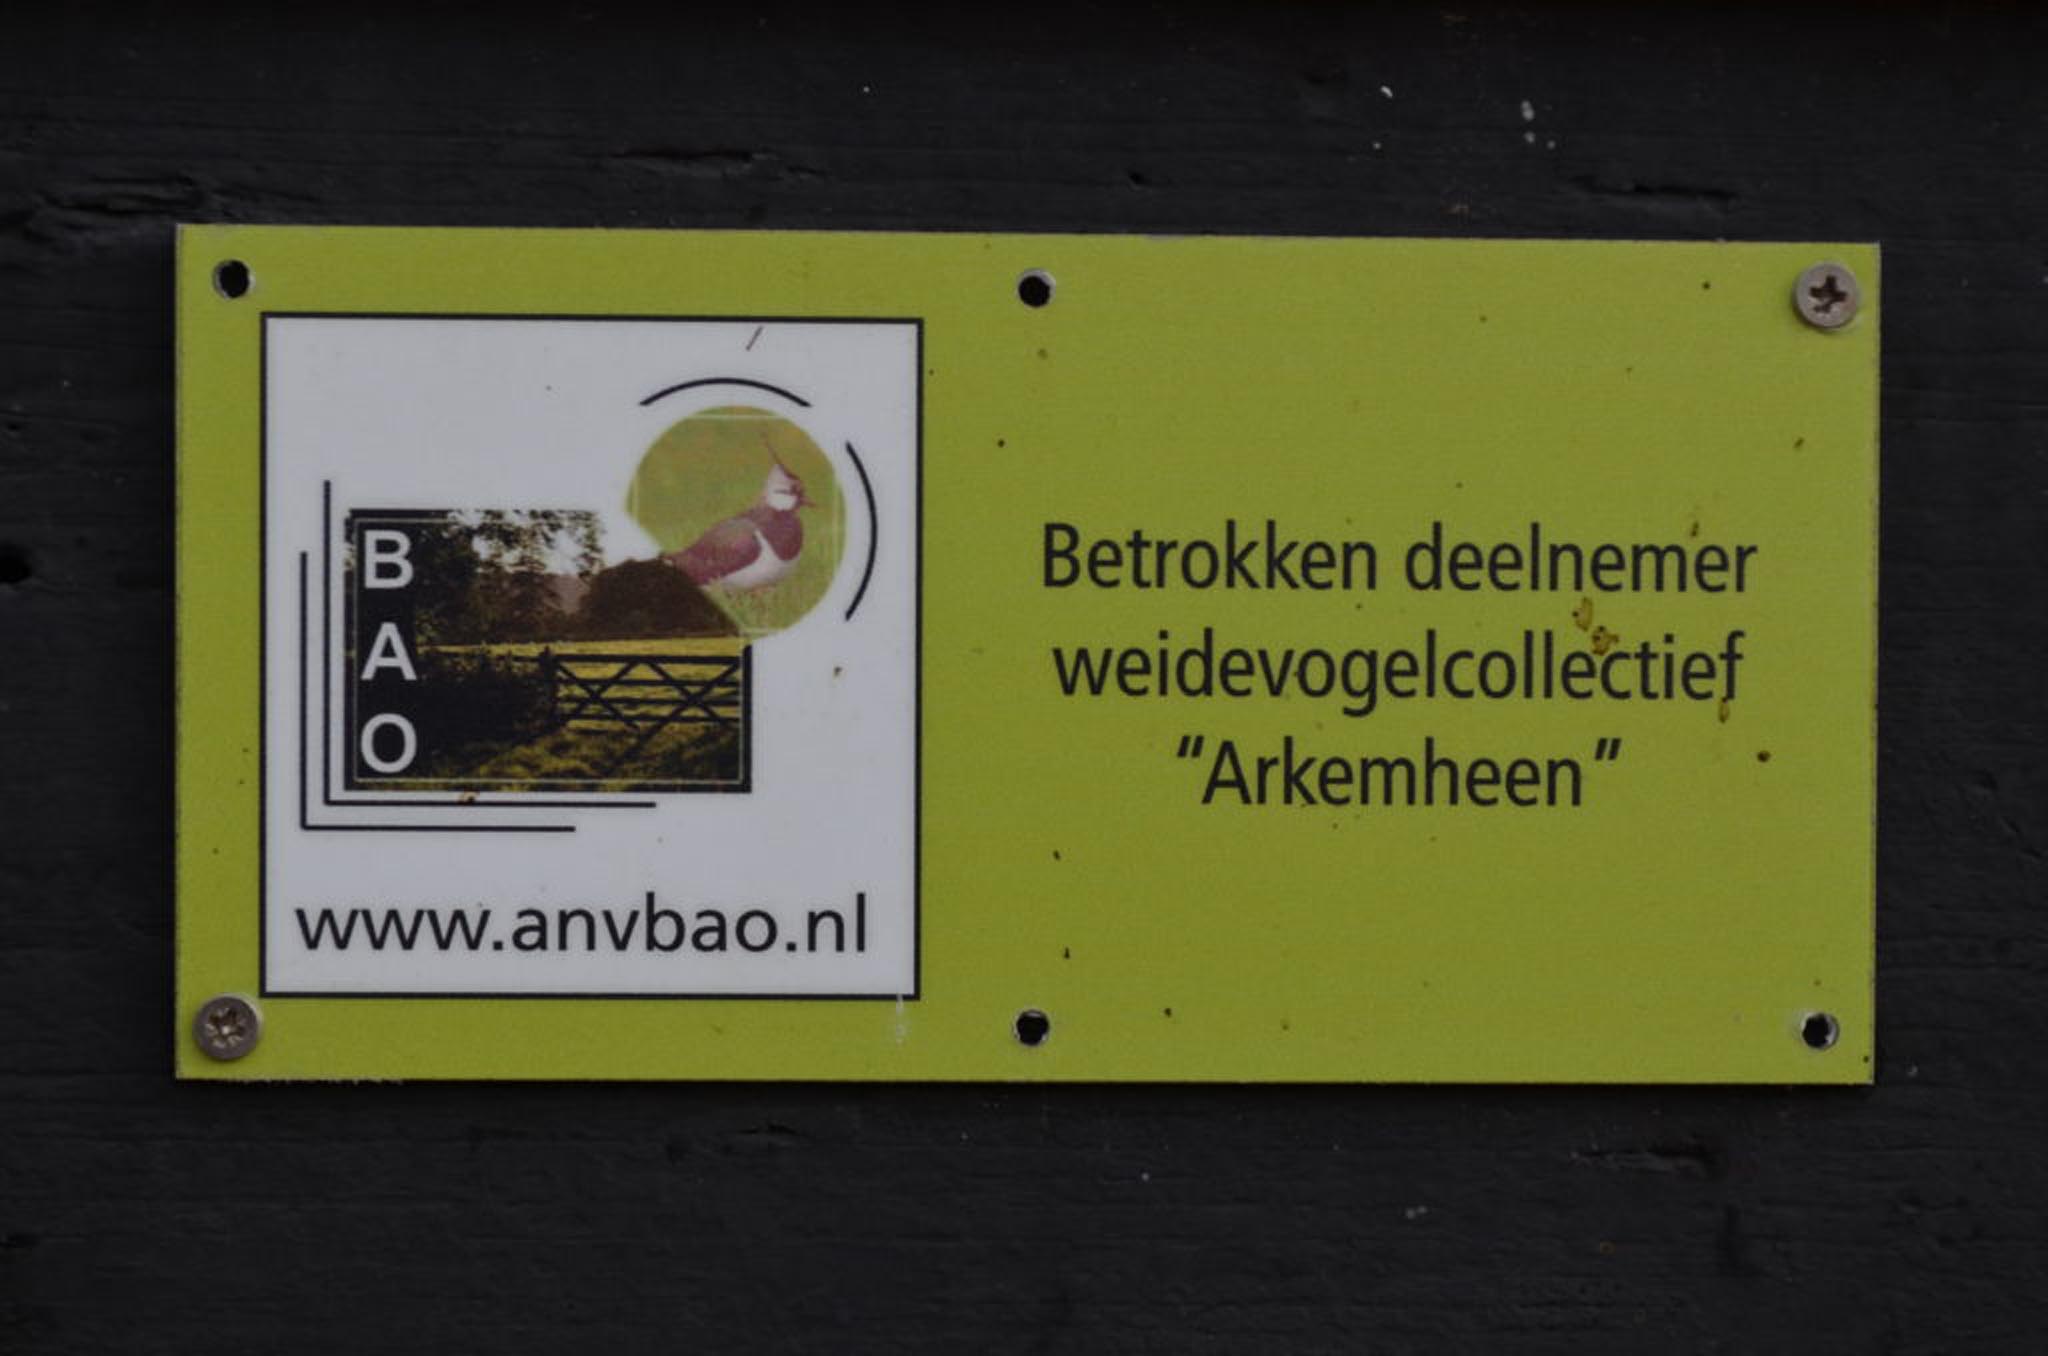 B
A
O
www.anvbao.nl
Betrokken deelnemer
weidevogelcollectief
“Arkemheen”